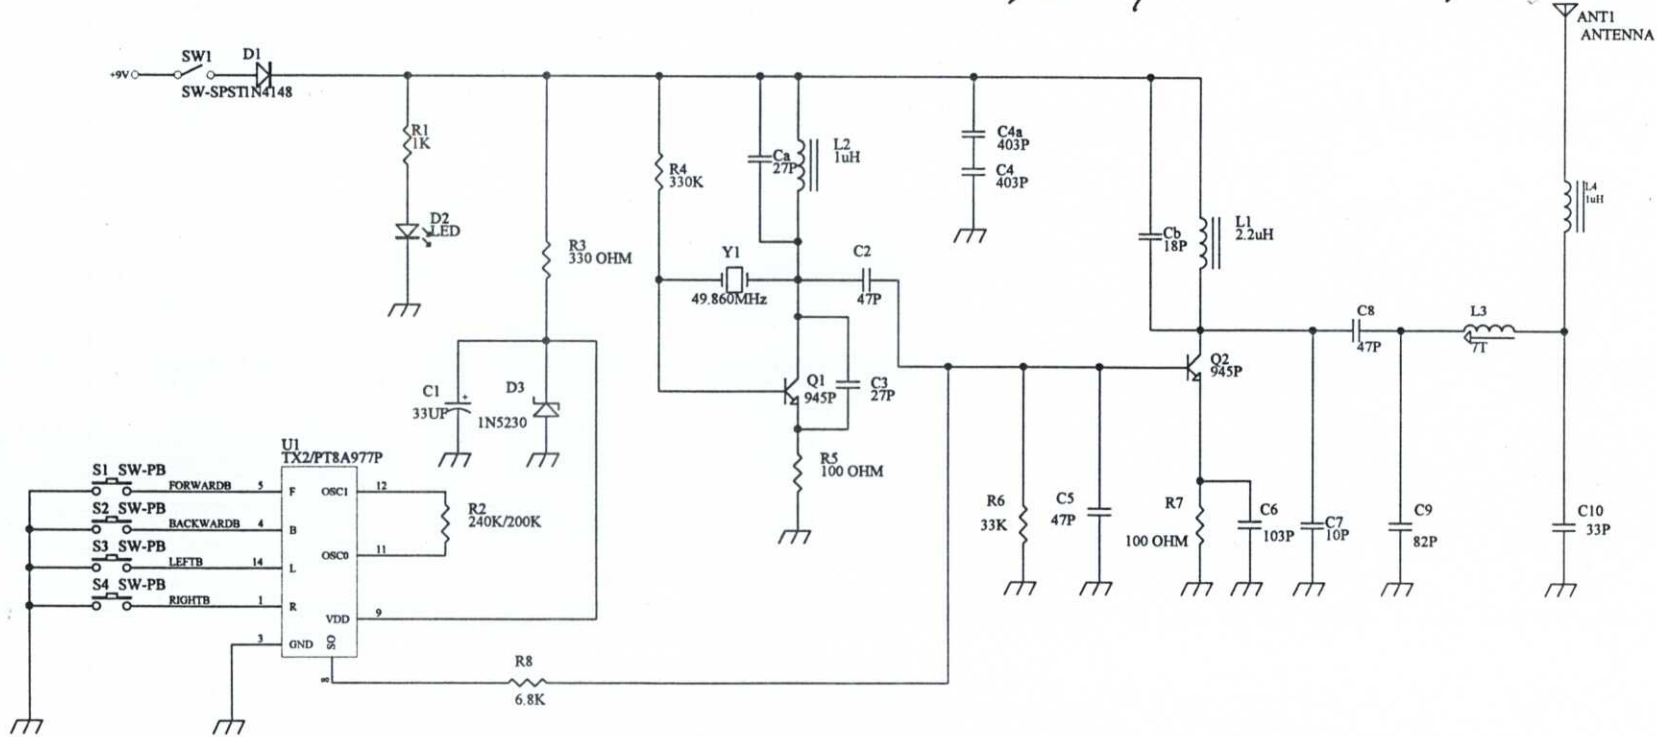 ANT1
ANTENNA
+9V
SW1
SW-SPST
D1
1N4148
R1
1K
D2
LED
R3
330 OHM
R4
330K
Ca
27P
L2
1uH
C4a
403P
C4
403P
Cb
18P
L1
2.2uH
L4
1uH
Y1
49.860MHz
C2
47P
C8
47P
L3
7T
Q1
945P
C3
27P
Q2
945P
C1
+
33UP
D3
1N5230
R5
100 OHM
R6
33K
C5
47P
R7
100 OHM
C6
103P
C7
10P
C9
82P
C10
33P
U1
TX2/PT8A977P
S1 SW-PB
FORWARDB 5 F
S2 SW-PB
BACKWARDB 4 B
S3 SW-PB
LEFTB 14 L
S4 SW-PB
RIGHTB 1 R
3 GND
OSC1 12
R2
240K/200K
OSC0 11
VDD 9
SO
8
R8
6.8K